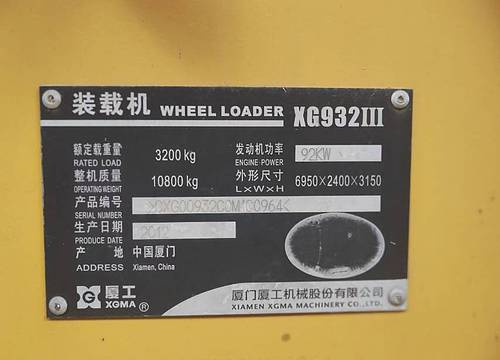 装载机 WHEEL LOADER XG932III
额定载重量 3200 kg 发动机功率 92KW
RATED LOAD ENGINE POWER
整机质量 10800 kg 外形尺寸 6950×2400×3150
OPERATING WEIGHT L×W×H
产品编号
SERIAL NUMBER
生产日期 2012
PRODUCE DATE
产 地 中国厦门
ADDRESS Xiamen, China
厦工 XGMA ®
厦门厦工机械股份有限公司
XIAMEN XGMA MACHINERY CO.,LTD.